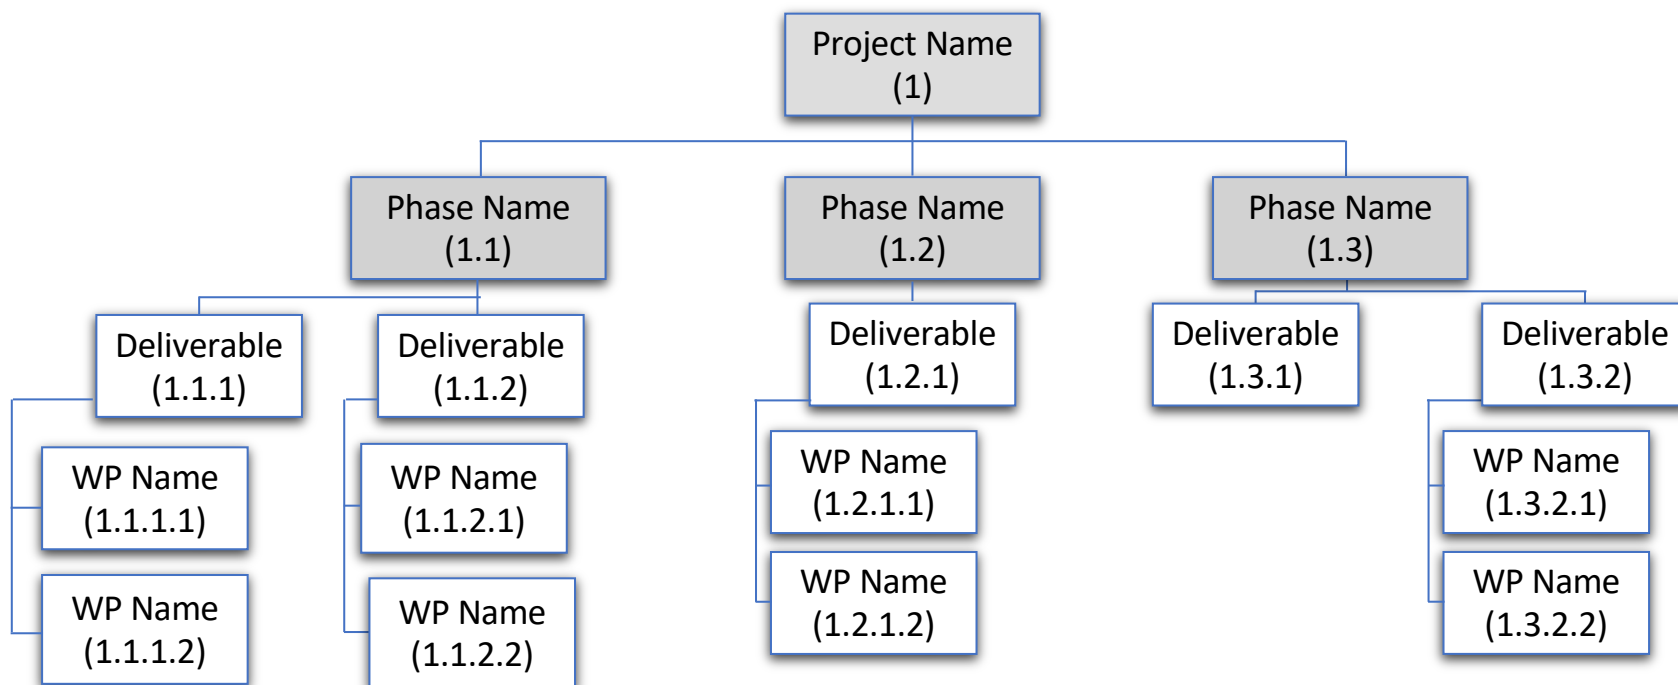 Project Name
(1)
Phase Name
(1.1)
Phase Name
(1.2)
Phase Name
(1.3)
Deliverable
(1.1.1)
Deliverable
(1.1.2)
Deliverable
(1.2.1)
Deliverable
(1.3.1)
Deliverable
(1.3.2)
WP Name
(1.1.1.1)
WP Name
(1.1.2.1)
WP Name
(1.2.1.1)
WP Name
(1.3.2.1)
WP Name
(1.1.1.2)
WP Name
(1.1.2.2)
WP Name
(1.2.1.2)
WP Name
(1.3.2.2)